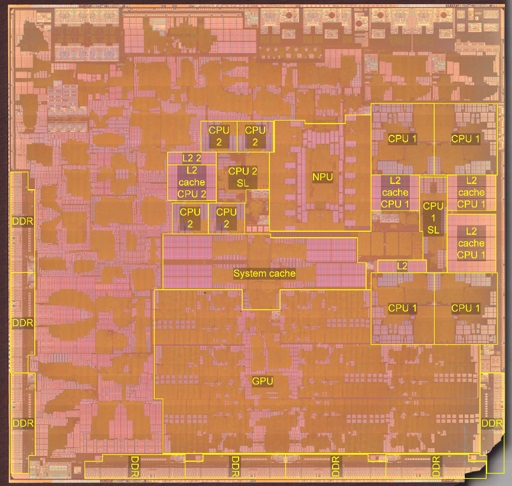 CPU
2
CPU
2
CPU 1
CPU 1
L2 2
L2
cache
CPU 2
CPU 2
SL
NPU
L2
cache
CPU 1
L2
cache
CPU 1
CPU
1
SL
CPU
2
CPU
2
DDR
L2
cache
CPU 1
System cache
L2
DDR
CPU 1
CPU 1
GPU
DDR
DDR
DDR
DDR
DDR
DDR